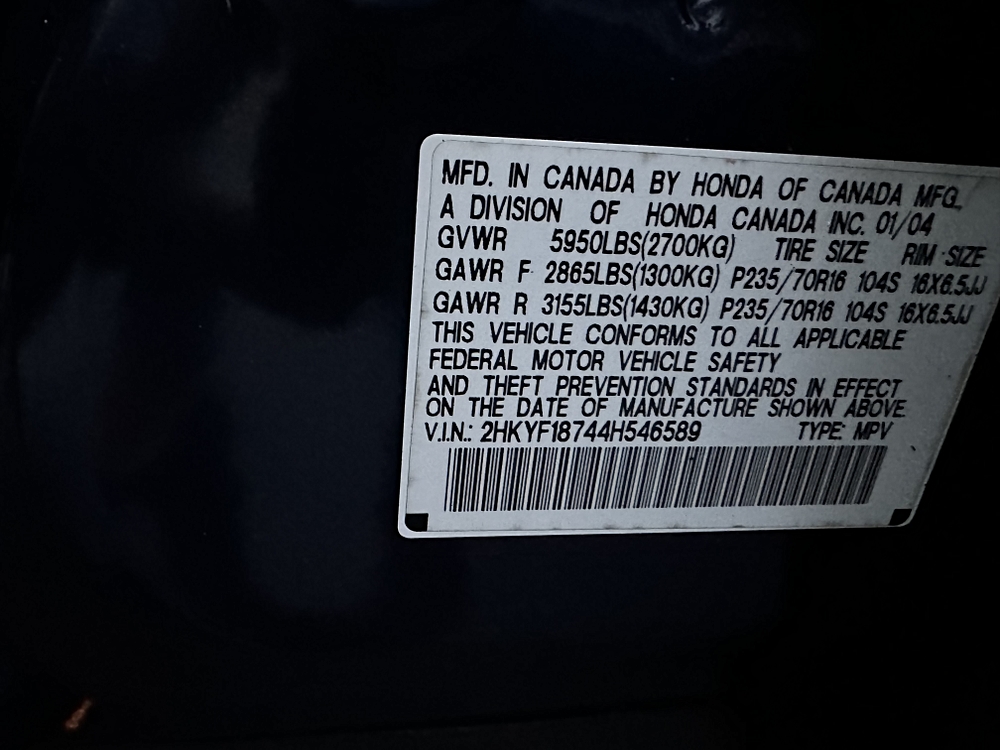 MFD. IN CANADA BY HONDA OF CANADA MFG.,
A DIVISION OF HONDA CANADA INC. 01/04
GVWR 5950LBS(2700KG) TIRE SIZE RIM SIZE
GAWR F 2865LBS(1300KG) P235/70R16 104S 16X6.5JJ
GAWR R 3155LBS(1430KG) P235/70R16 104S 16X6.5JJ
THIS VEHICLE CONFORMS TO ALL APPLICABLE
FEDERAL MOTOR VEHICLE SAFETY
AND THEFT PREVENTION STANDARDS IN EFFECT
ON THE DATE OF MANUFACTURE SHOWN ABOVE.
V.I.N.: 2HKYF18744H546589 TYPE: MPV